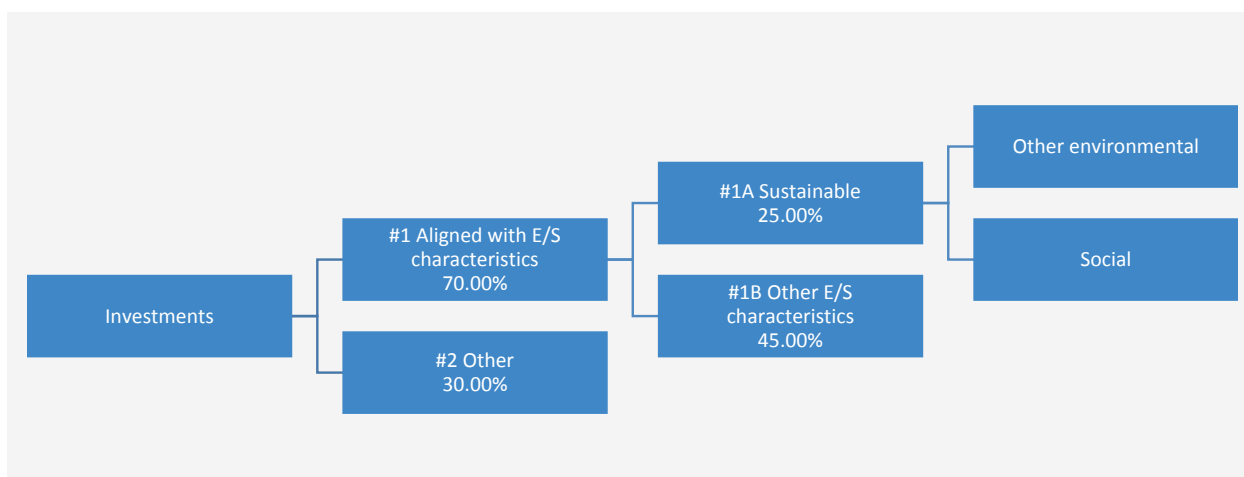 Investments
#1 Aligned with E/S
characteristics
70.00%
#2 Other
30.00%
#1A Sustainable
25.00%
#1B Other E/S
characteristics
45.00%
Other environmental
Social